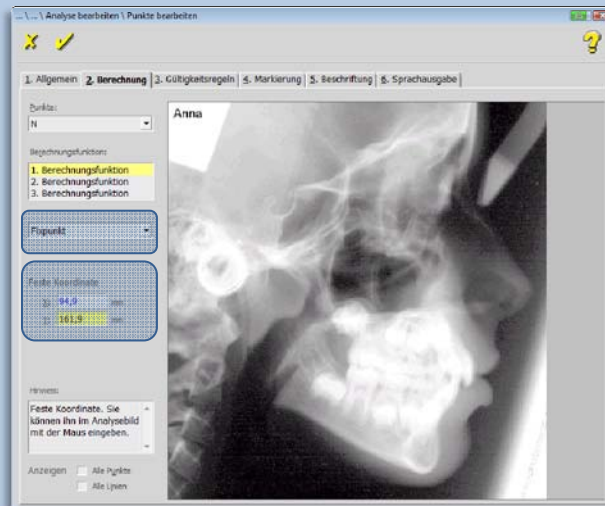 ... \ ... \ Analyse bearbeiten \ Punkte bearbeiten
1. Allgemein
2. Berechnung
3. Gültigkeitsregeln
4. Markierung
5. Beschriftung
6. Sprachausgabe
Punkte:
N
Berechnungsfunktion:
1. Berechnungsfunktion
2. Berechnungsfunktion
3. Berechnungsfunktion
Fixpunkt
Feste Koordinate
X: 94,9 mm
Y: 161,9 mm
Hinweis:
Feste Koordinate. Sie
können ihn im Analysebild
mit der Maus eingeben.
Anzeigen
Alle Punkte
Alle Linien
Anna